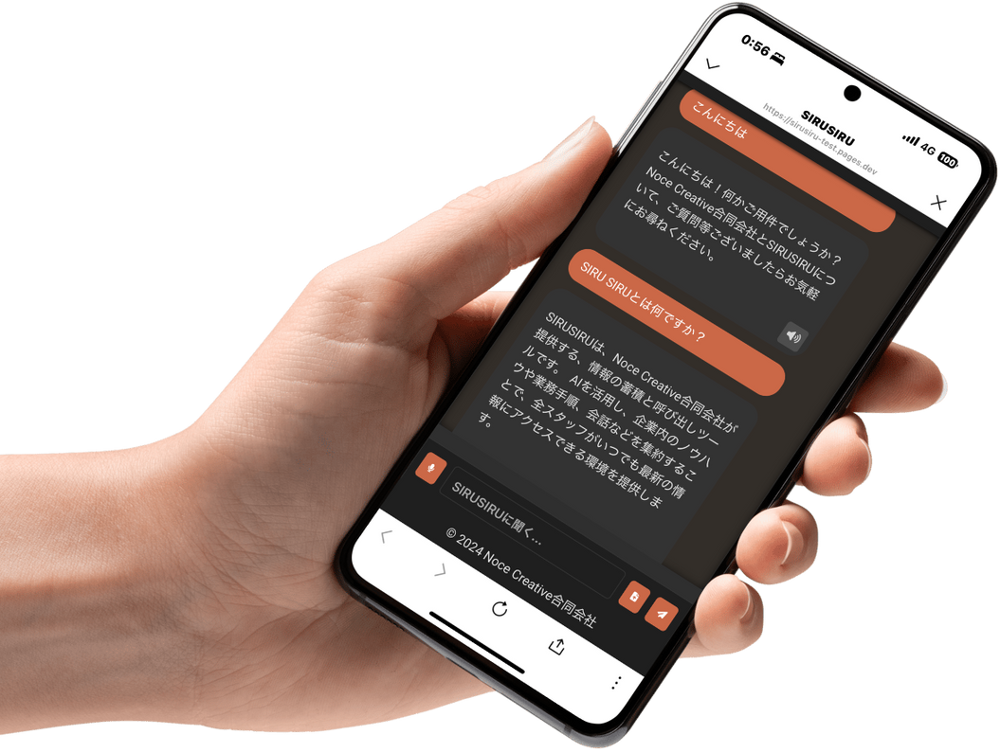 0:56
4G 100
SIRUSIRU
https://sirusiru-test.pages.dev
こんにちは
こんにちは！何かご用件でしょうか？
Noce Creative合同会社とSIRUSIRUにつ
いて、ご質問等ございましたらお気軽
にお尋ねください。
SIRU SIRUとは何ですか？
SIRUSIRUは、Noce Creative合同会社が
提供する、情報の蓄積と呼び出しツー
ルです。 AIを活用し、企業内のノウハ
ウや業務手順、会話などを集約するこ
とで、全スタッフがいつでも最新の情
報にアクセスできる環境を提供しま
す。
SIRUSIRUに聞く...
© 2024 Noce Creative合同会社